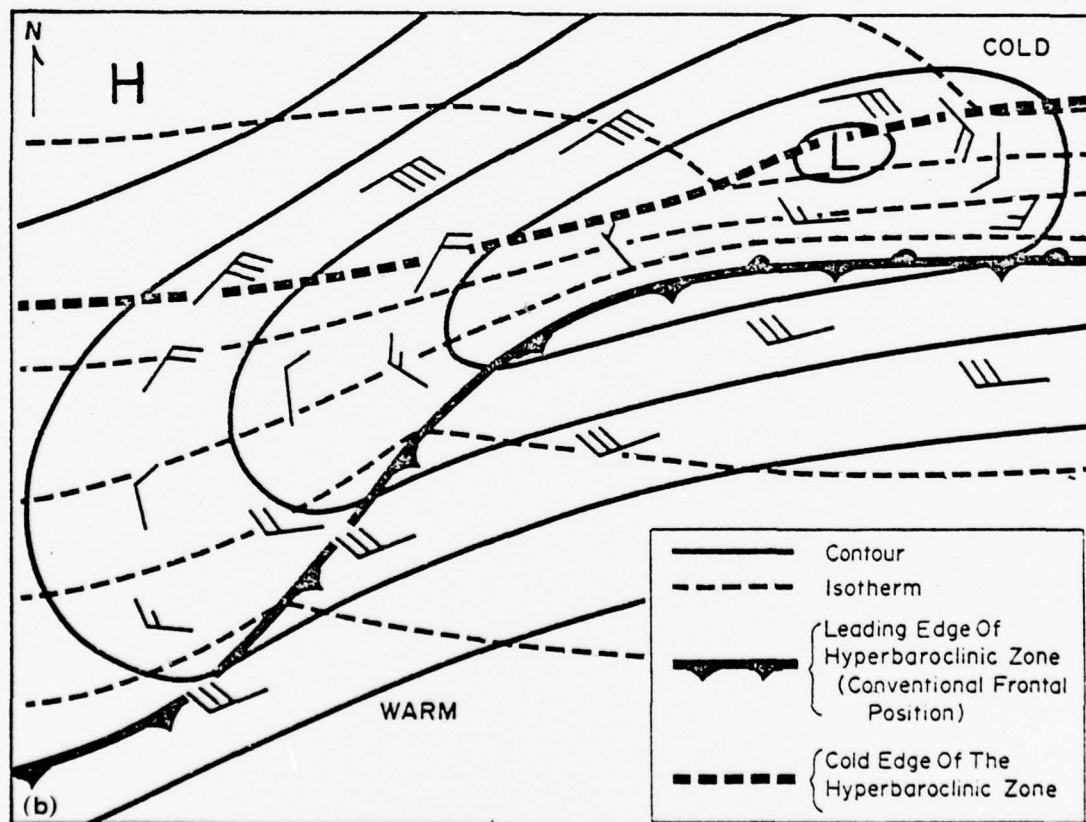 N
H
COLD
L
WARM
Contour
Isotherm
Leading Edge Of
Hyperbaroclinic Zone
(Conventional Frontal
Position)
Cold Edge Of The
Hyperbaroclinic Zone
(b)